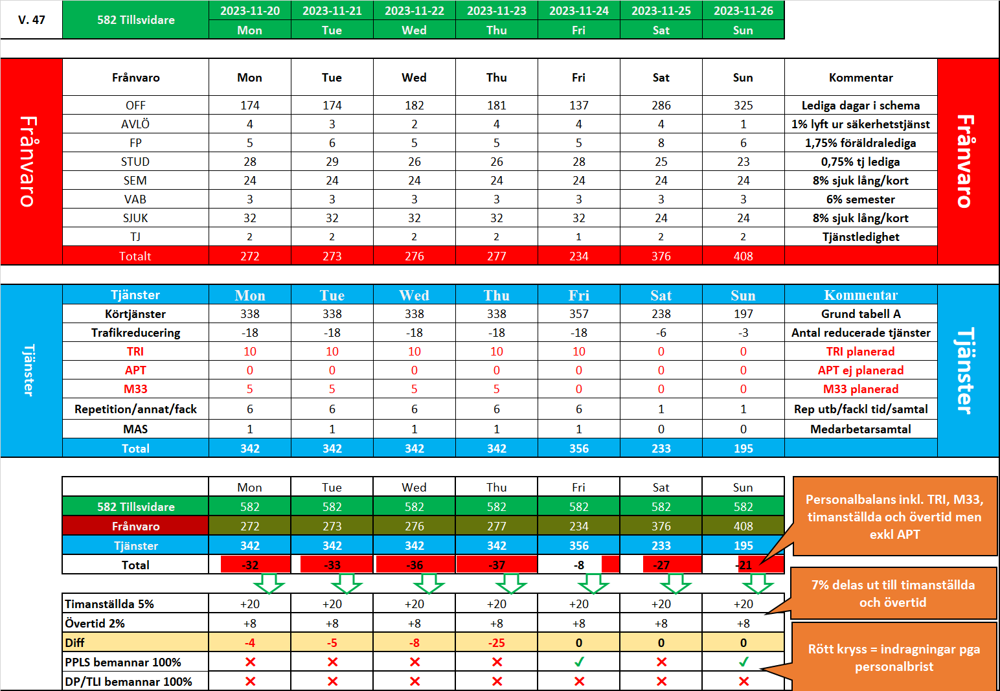 V. 47 582 Tillsvidare 2023-11-20 2023-11-21 2023-11-22 2023-11-23 2023-11-24 2023-11-25 2023-11-26
Mon Tue Wed Thu Fri Sat Sun
Frånvaro
Frånvaro Mon Tue Wed Thu Fri Sat Sun Kommentar
OFF 174 174 182 181 137 286 325 Lediga dagar i schema
AVLÖ 4 3 2 4 4 4 1 1% lyft ur säkerhetstjänst
FP 5 6 5 5 5 8 6 1,75% föräldralediga
STUD 28 29 26 26 28 25 23 0,75% tj lediga
SEM 24 24 24 24 24 24 24 8% sjuk lång/kort
VAB 3 3 3 3 3 3 3 6% semester
SJUK 32 32 32 32 32 24 24 8% sjuk lång/kort
TJ 2 2 2 2 1 2 2 Tjänstledighet
Totalt 272 273 276 277 234 376 408
Frånvaro
Tjänster
Tjänster Mon Tue Wed Thu Fri Sat Sun Kommentar
Körtjänster 338 338 338 338 357 238 197 Grund tabell A
Trafikreducering -18 -18 -18 -18 -18 -6 -3 Antal reducerade tjänster
TRI 10 10 10 10 10 0 0 TRI planerad
APT 0 0 0 0 0 0 0 APT ej planerad
M33 5 5 5 5 0 0 0 M33 planerad
Repetition/annat/fack 6 6 6 6 6 1 1 Rep utb/fackl tid/samtal
MAS 1 1 1 1 1 0 0 Medarbetarsamtal
Total 342 342 342 342 356 233 195
Tjänster
Mon Tue Wed Thu Fri Sat Sun
582 Tillsvidare 582 582 582 582 582 582 582
Frånvaro 272 273 276 277 234 376 408
Tjänster 342 342 342 342 356 233 195
Total -32 -33 -36 -37 -8 -27 -21
Personalbalans inkl. TRI, M33,
timanställda och övertid men
exkl APT
Timanställda 5% +20 +20 +20 +20 +20 +20 +20
Övertid 2% +8 +8 +8 +8 +8 +8 +8
Diff -4 -5 -8 -25 0 0 0
PPLS bemannar 100%
DP/TLI bemannar 100%
7% delas ut till timanställda
och övertid
Rött kryss = indragningar pga
personalbrist